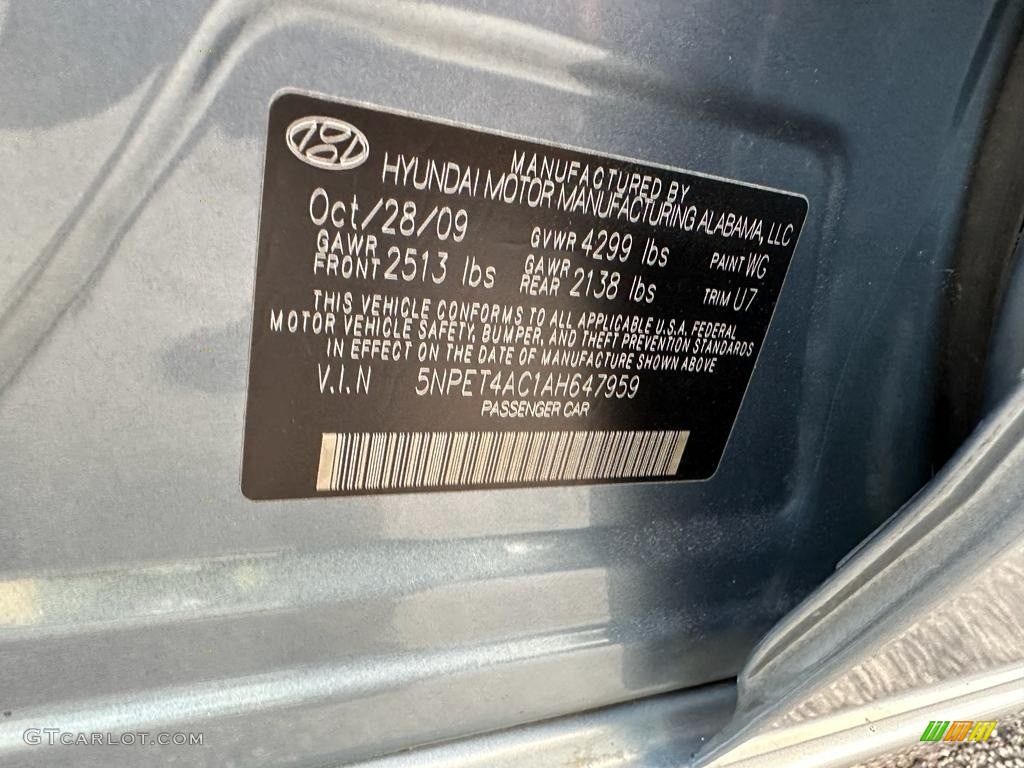 MANUFACTURED BY
HYUNDAI MOTOR MANUFACTURING ALABAMA, LLC
Oct/28/09 GVWR 4299 lbs PAINT WG
GAWR FRONT 2513 lbs GAWR REAR 2138 lbs TRIM U7
THIS VEHICLE CONFORMS TO ALL APPLICABLE U.S.A. FEDERAL
MOTOR VEHICLE SAFETY, BUMPER, AND THEFT PREVENTION STANDARDS
IN EFFECT ON THE DATE OF MANUFACTURE SHOWN ABOVE
V.I.N 5NPET4AC1AH647959
PASSENGER CAR
GTCARLOT.COM